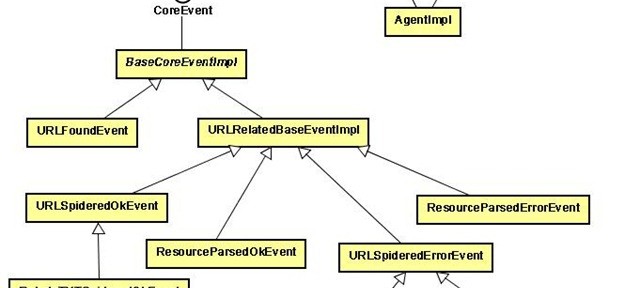 CoreEvent
AgentImpl
BaseCoreEventImpl
URLFoundEvent
URLRelatedBaseEventImpl
URLSpideredOkEvent
ResourceParsedErrorEvent
ResourceParsedOkEvent
URLSpideredErrorEvent